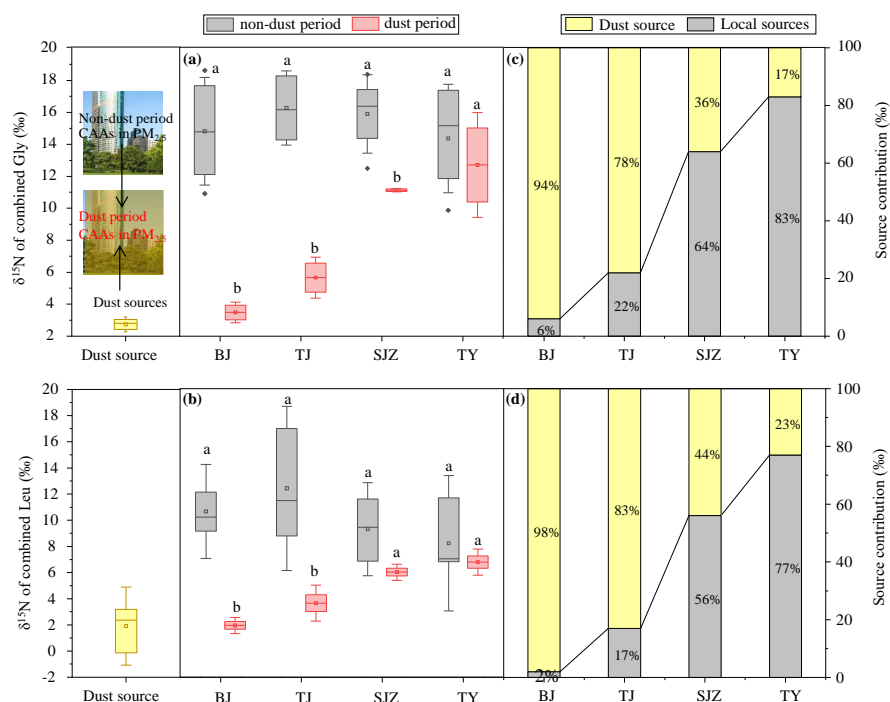 non-dust period dust period
Dust source Local sources
(a)
20
18
16
14
12
10
8
6
4
2
δ¹⁵N of combined Gly (‰)
Non-dust period
CAAs in PM2.5
Dust period
CAAs in PM2.5
Dust sources
a a a a
a
b
b
b
Dust source BJ TJ SJZ TY
(c)
94% 78% 36% 17%
6% 22% 64% 83%
BJ TJ SJZ TY
100
80
60
40
20
0
Source contribution (%)
(b)
20
18
16
14
12
10
8
6
4
2
0
-2
δ¹⁵N of combined Leu (‰)
a a a a
b b a a
Dust source BJ TJ SJZ TY
(d)
98% 83% 44% 23%
2% 17% 56% 77%
BJ TJ SJZ TY
100
80
60
40
20
0
Source contribution (%)